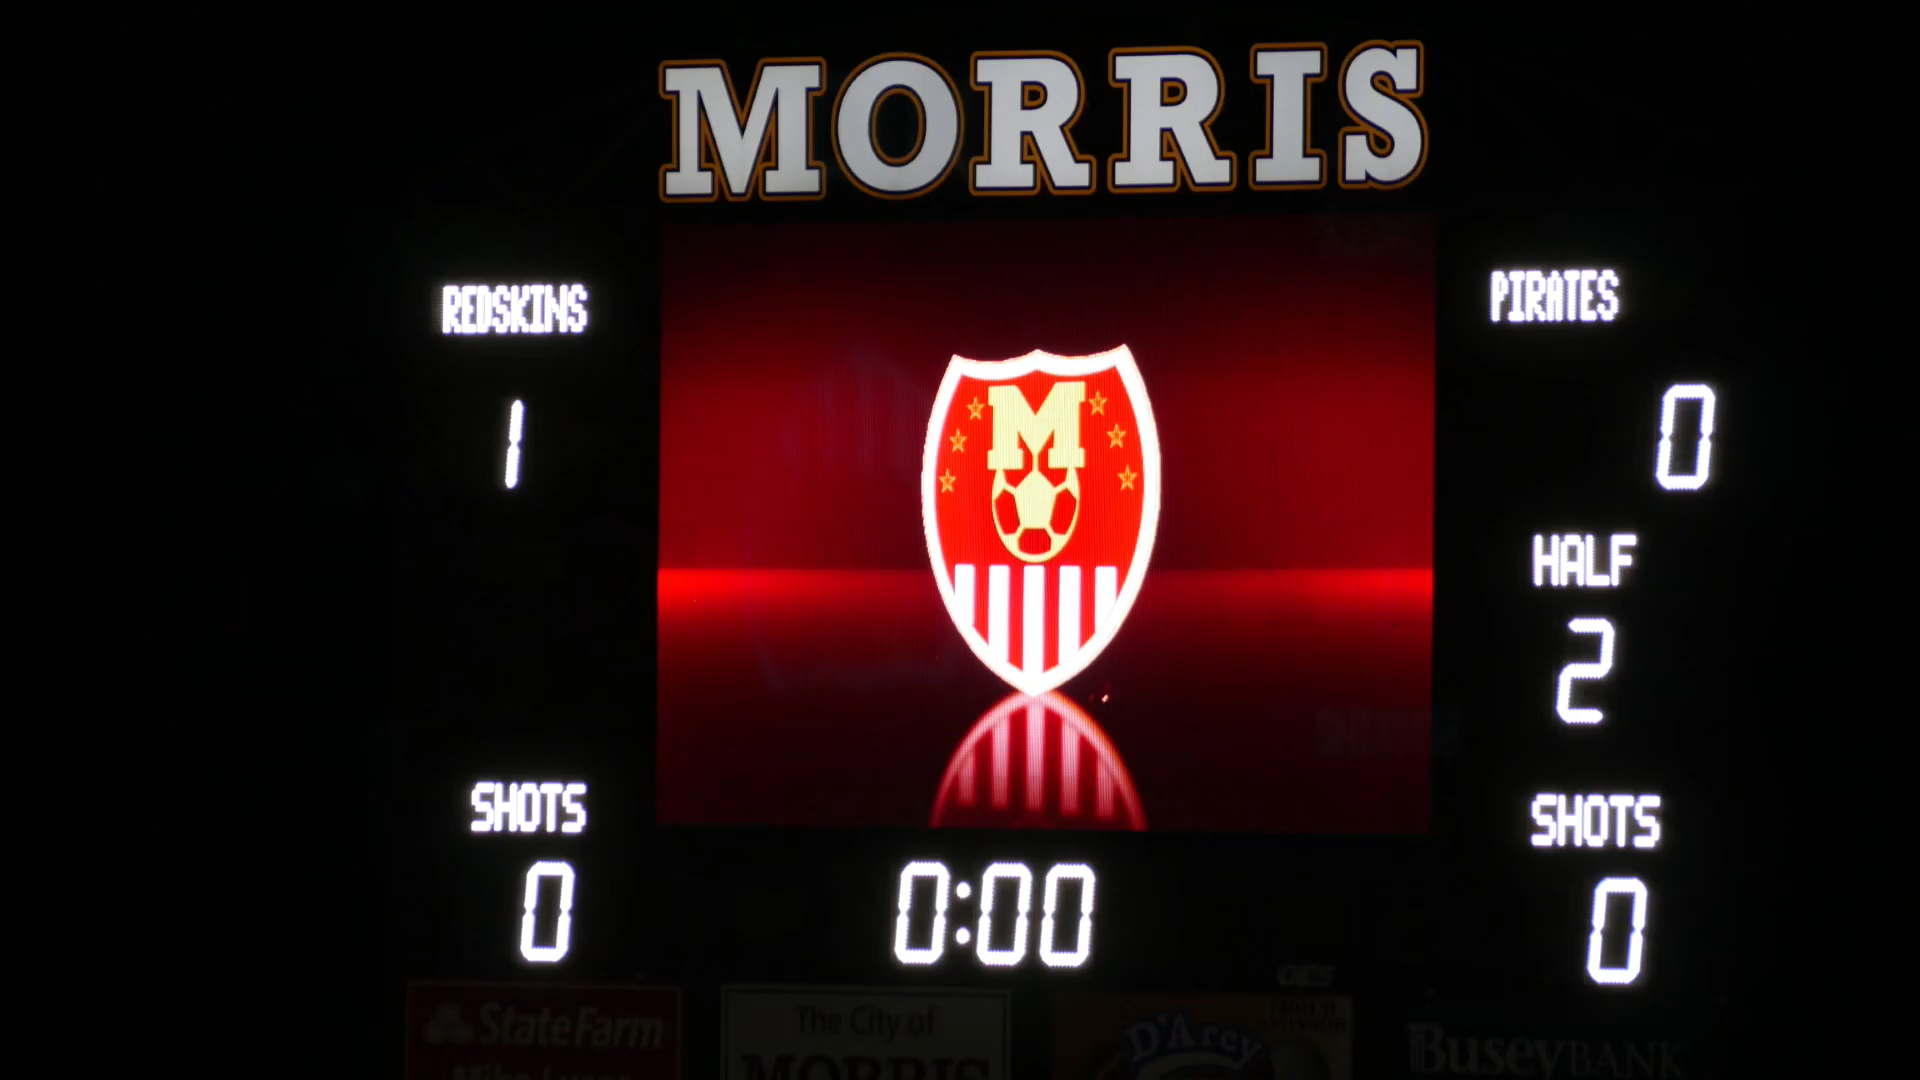 MORRIS
REDSKINS
PIRATES
1
0
M
HALF
2
SHOTS
SHOTS
0
0:00
0
StateFarm
The City of
MORRIS
D'Arcy
BuseyBANK